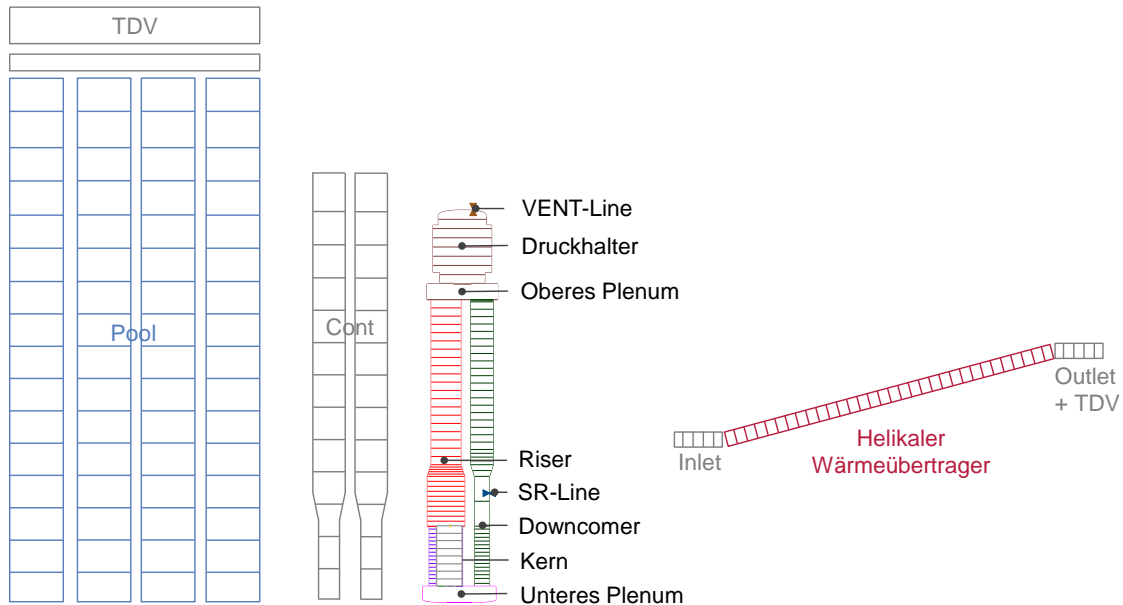 TDV
Pool
Cont
VENT-Line
Druckhalter
Oberes Plenum
Riser
SR-Line
Downcomer
Kern
Unteres Plenum
Inlet
Helikaler
Wärmeübertrager
Outlet
+ TDV